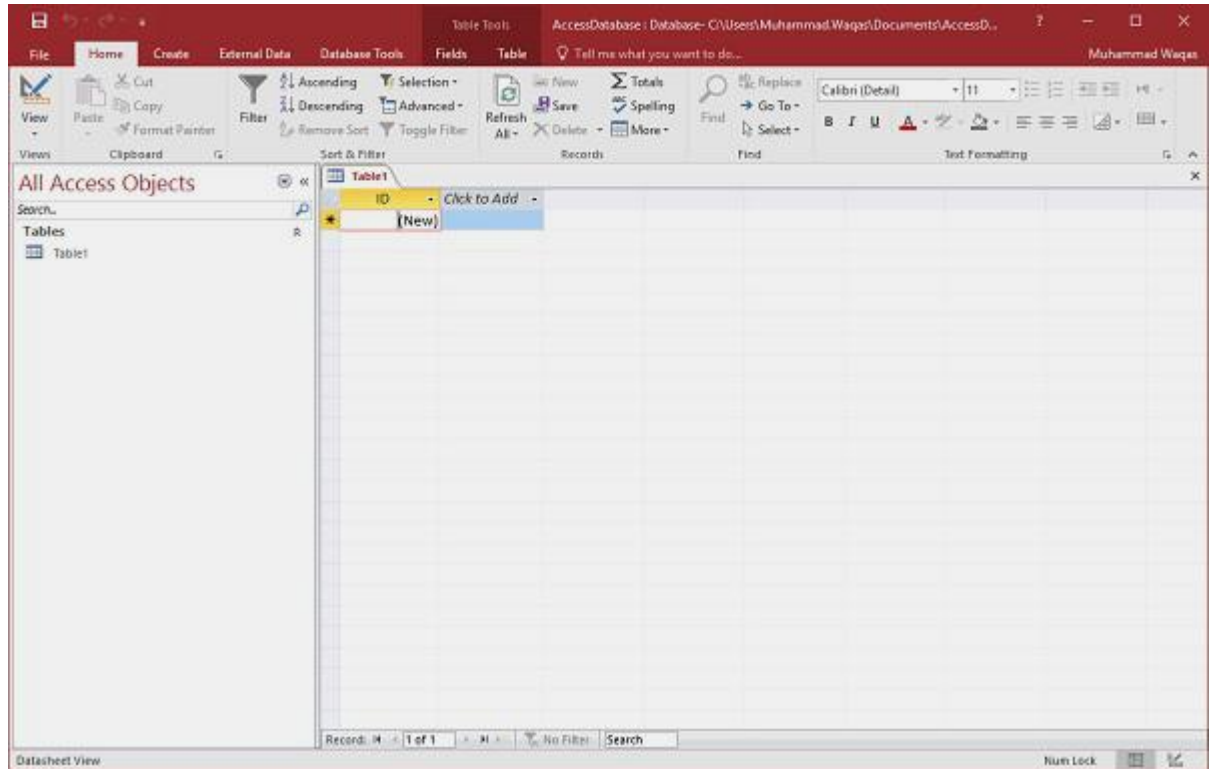 Table Tools AccessDatabase : Database- C:\Users\Muhammad.Waqas\Documents\AccessD... ?
File Home Create External Data Database Tools Fields Table Tell me what you want to do... Muhammad Waqas
View
Paste
Cut
Copy
Format Painter
Filter
Ascending
Descending
Remove Sort
Selection
Advanced
Toggle Filter
Refresh
All
New
Save
Delete
Totals
Spelling
More
Find
Replace
Go To
Select
Calibri (Detail) 11
B I U A
Views Clipboard Sort & Filter Records Find Text Formatting
All Access Objects
Search...
Tables
Table1
Table1
ID Click to Add
(New)
Record: 1 of 1 No Filter Search
Datasheet View Num Lock